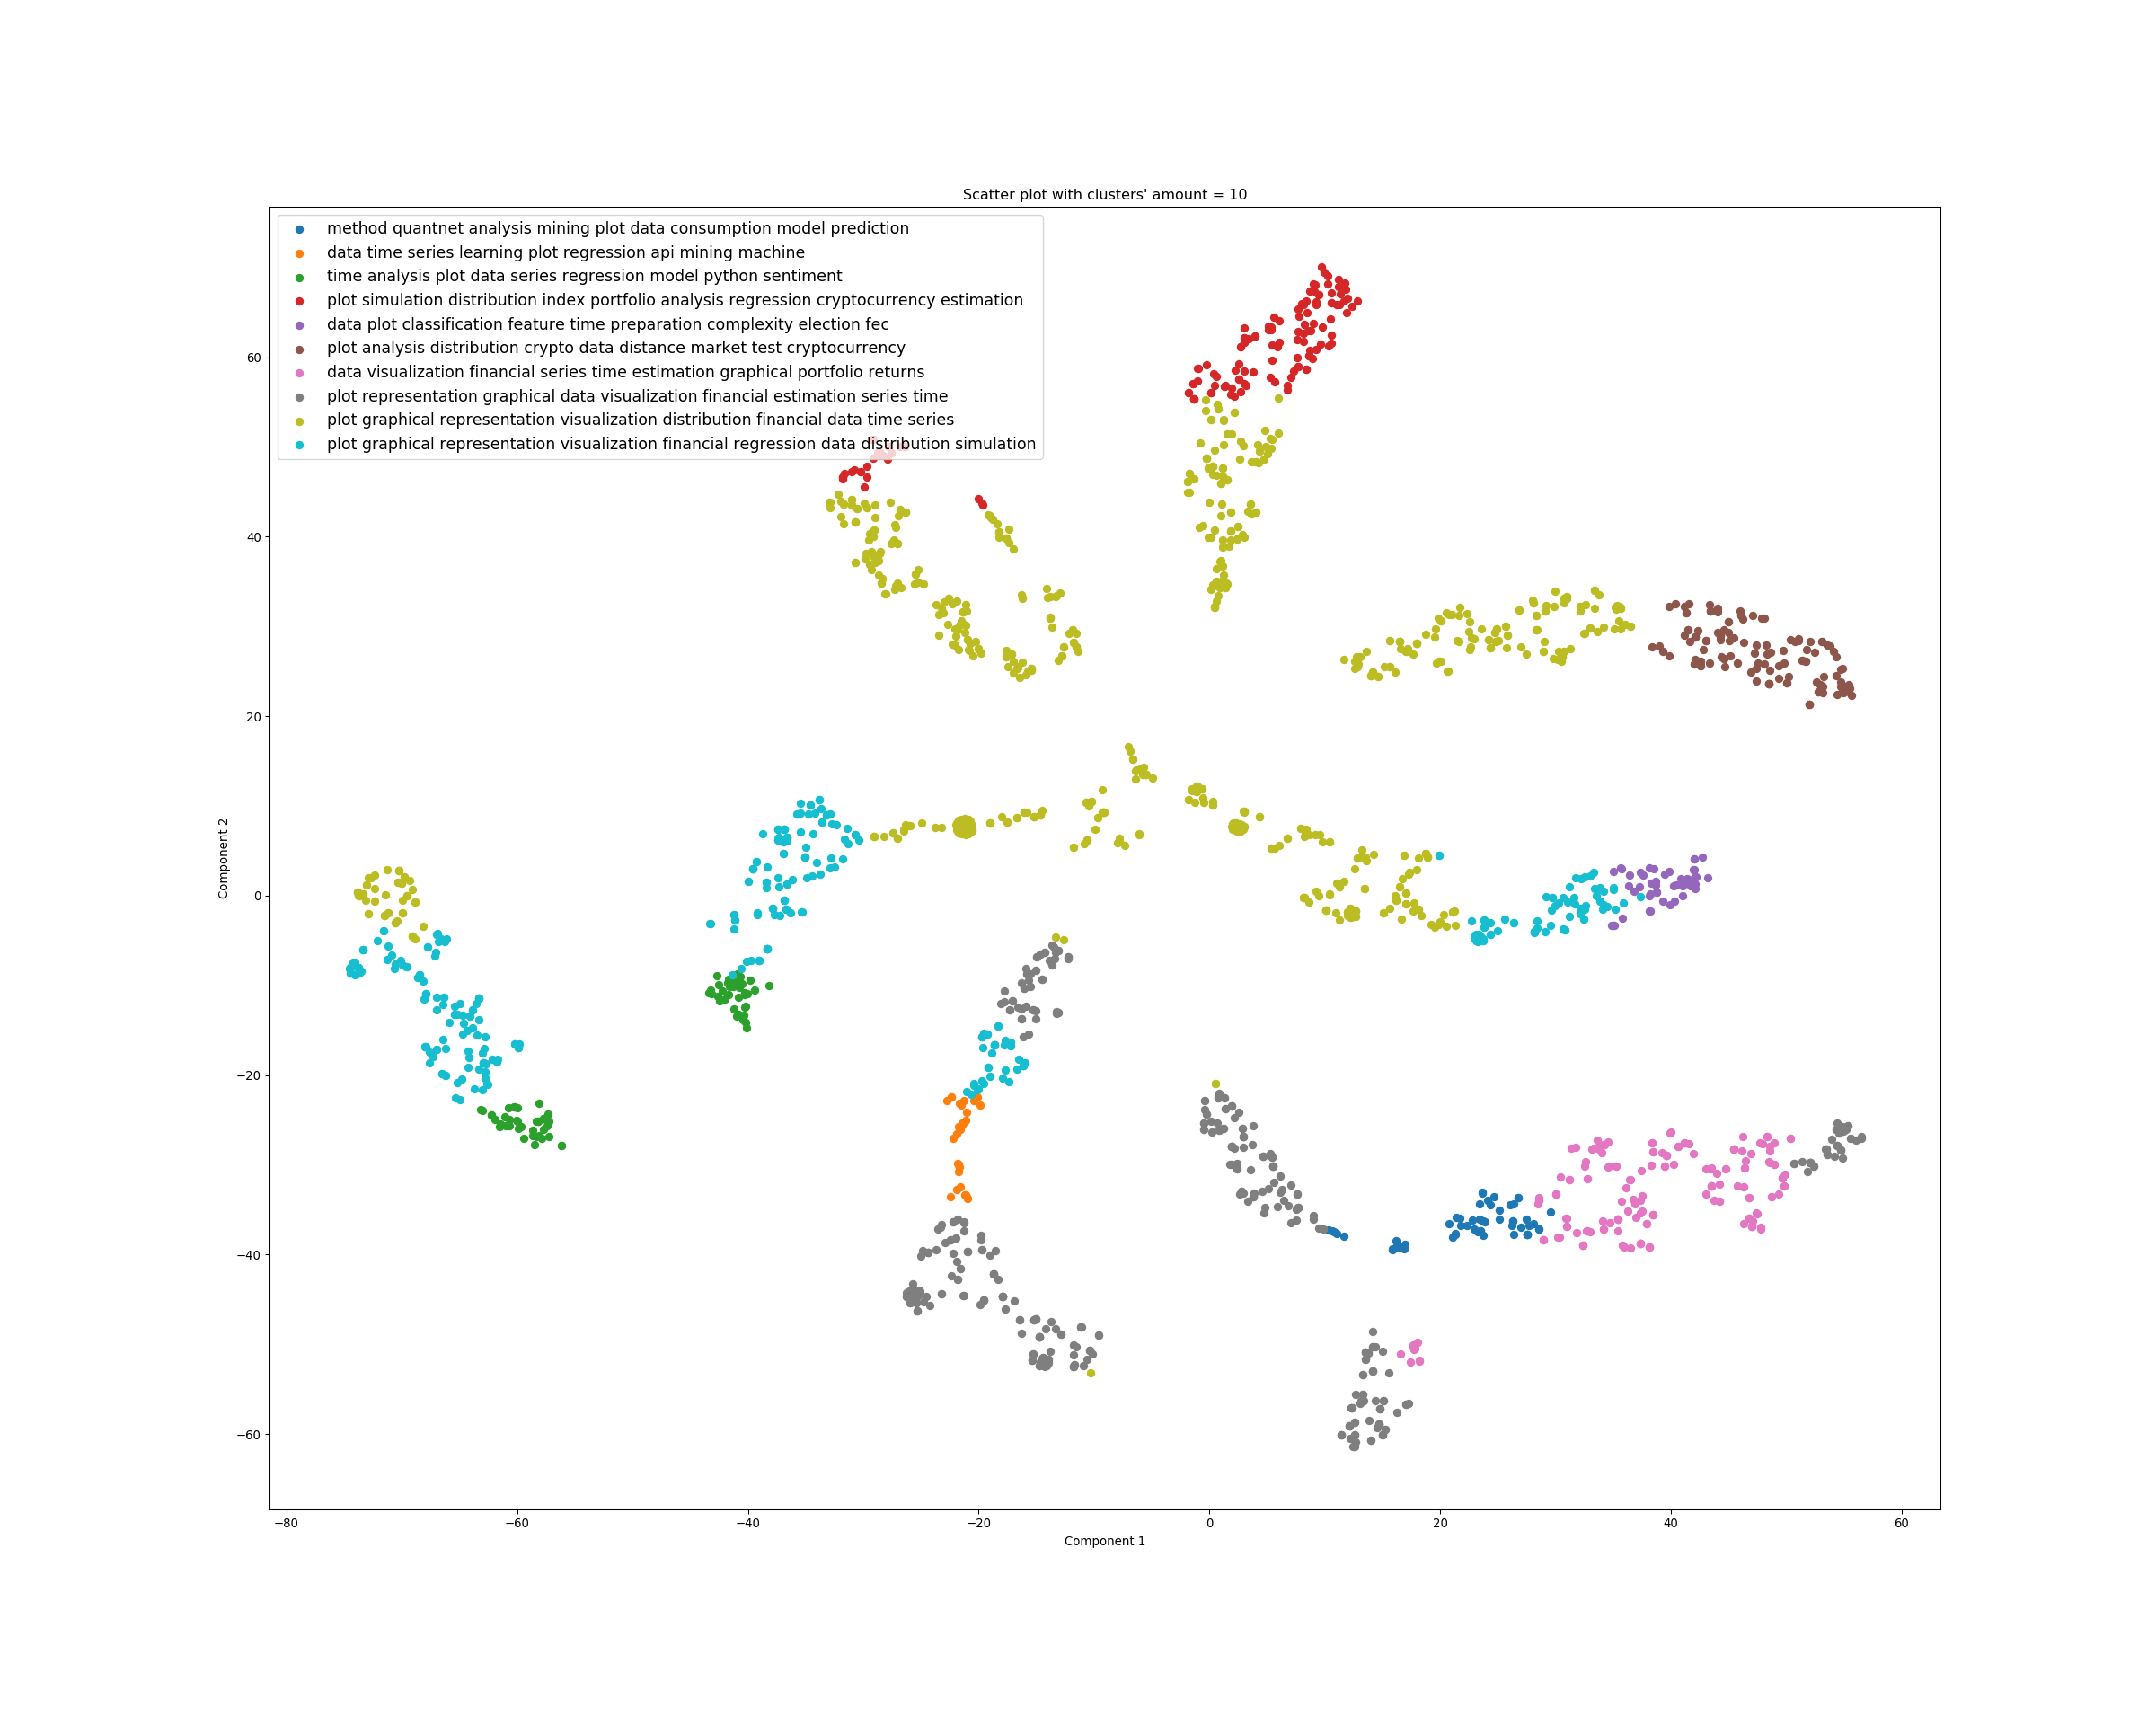 Scatter plot with clusters' amount = 10
method quantnet analysis mining plot data consumption model prediction
data time series learning plot regression api mining machine
time analysis plot data series regression model python sentiment
plot simulation distribution index portfolio analysis regression cryptocurrency estimation
data plot classification feature time preparation complexity election fec
plot analysis distribution crypto data distance market test cryptocurrency
data visualization financial series time estimation graphical portfolio returns
plot representation graphical data visualization financial estimation series time
plot graphical representation visualization distribution financial data time series
plot graphical representation visualization financial regression data distribution simulation
60
40
20
0
−20
−40
−60
Component 2
−80 −60 −40 −20 0 20 40 60
Component 1